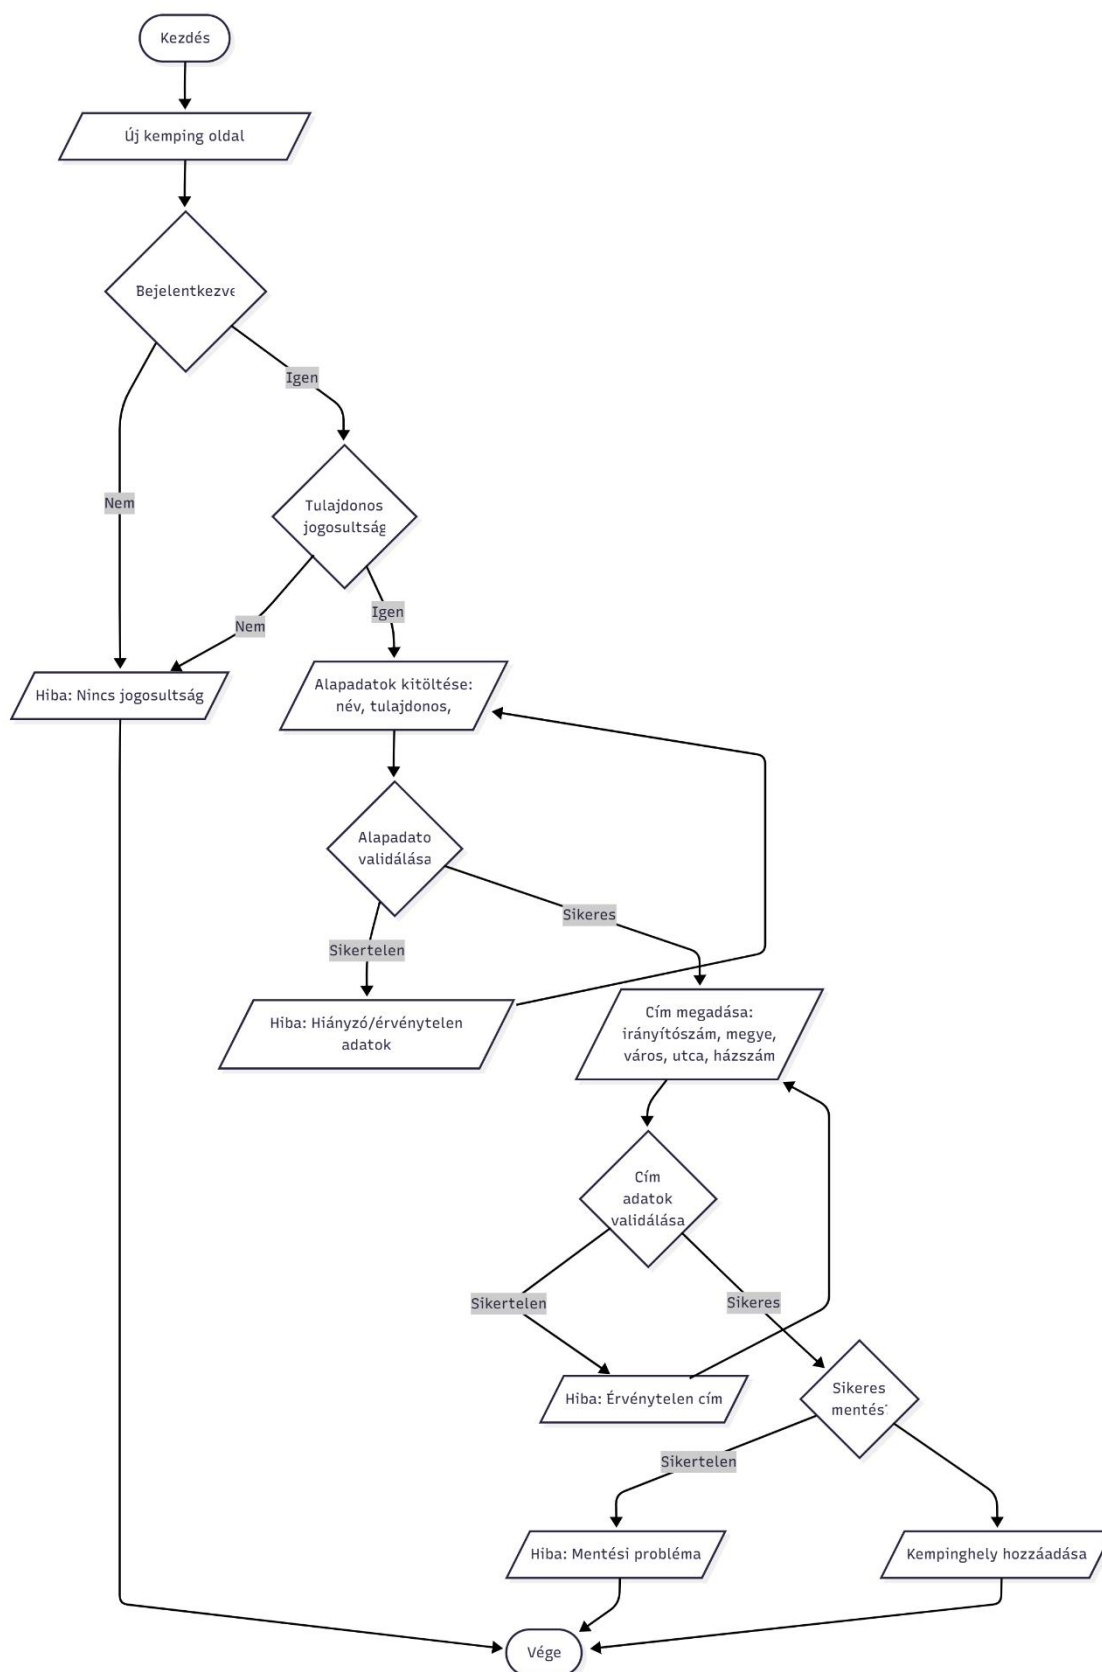 Kezdés
Új kemping oldal
Bejelentkezve
Igen
Nem
Tulajdonos
jogosultság
Nem
Igen
Hiba: Nincs jogosultság
Alapadatok kitöltése:
név, tulajdonos,
Alapadato
validálása
Sikertelen
Sikeres
Hiba: Hiányzó/érvénytelen
adatok
Cím megadása:
irányítószám, megye,
város, utca, házszám
Cím
adatok
validálása
Sikertelen
Sikeres
Hiba: Érvénytelen cím
Sikeres
mentés?
Sikertelen
Hiba: Mentési probléma
Kempinghely hozzáadása
Vége